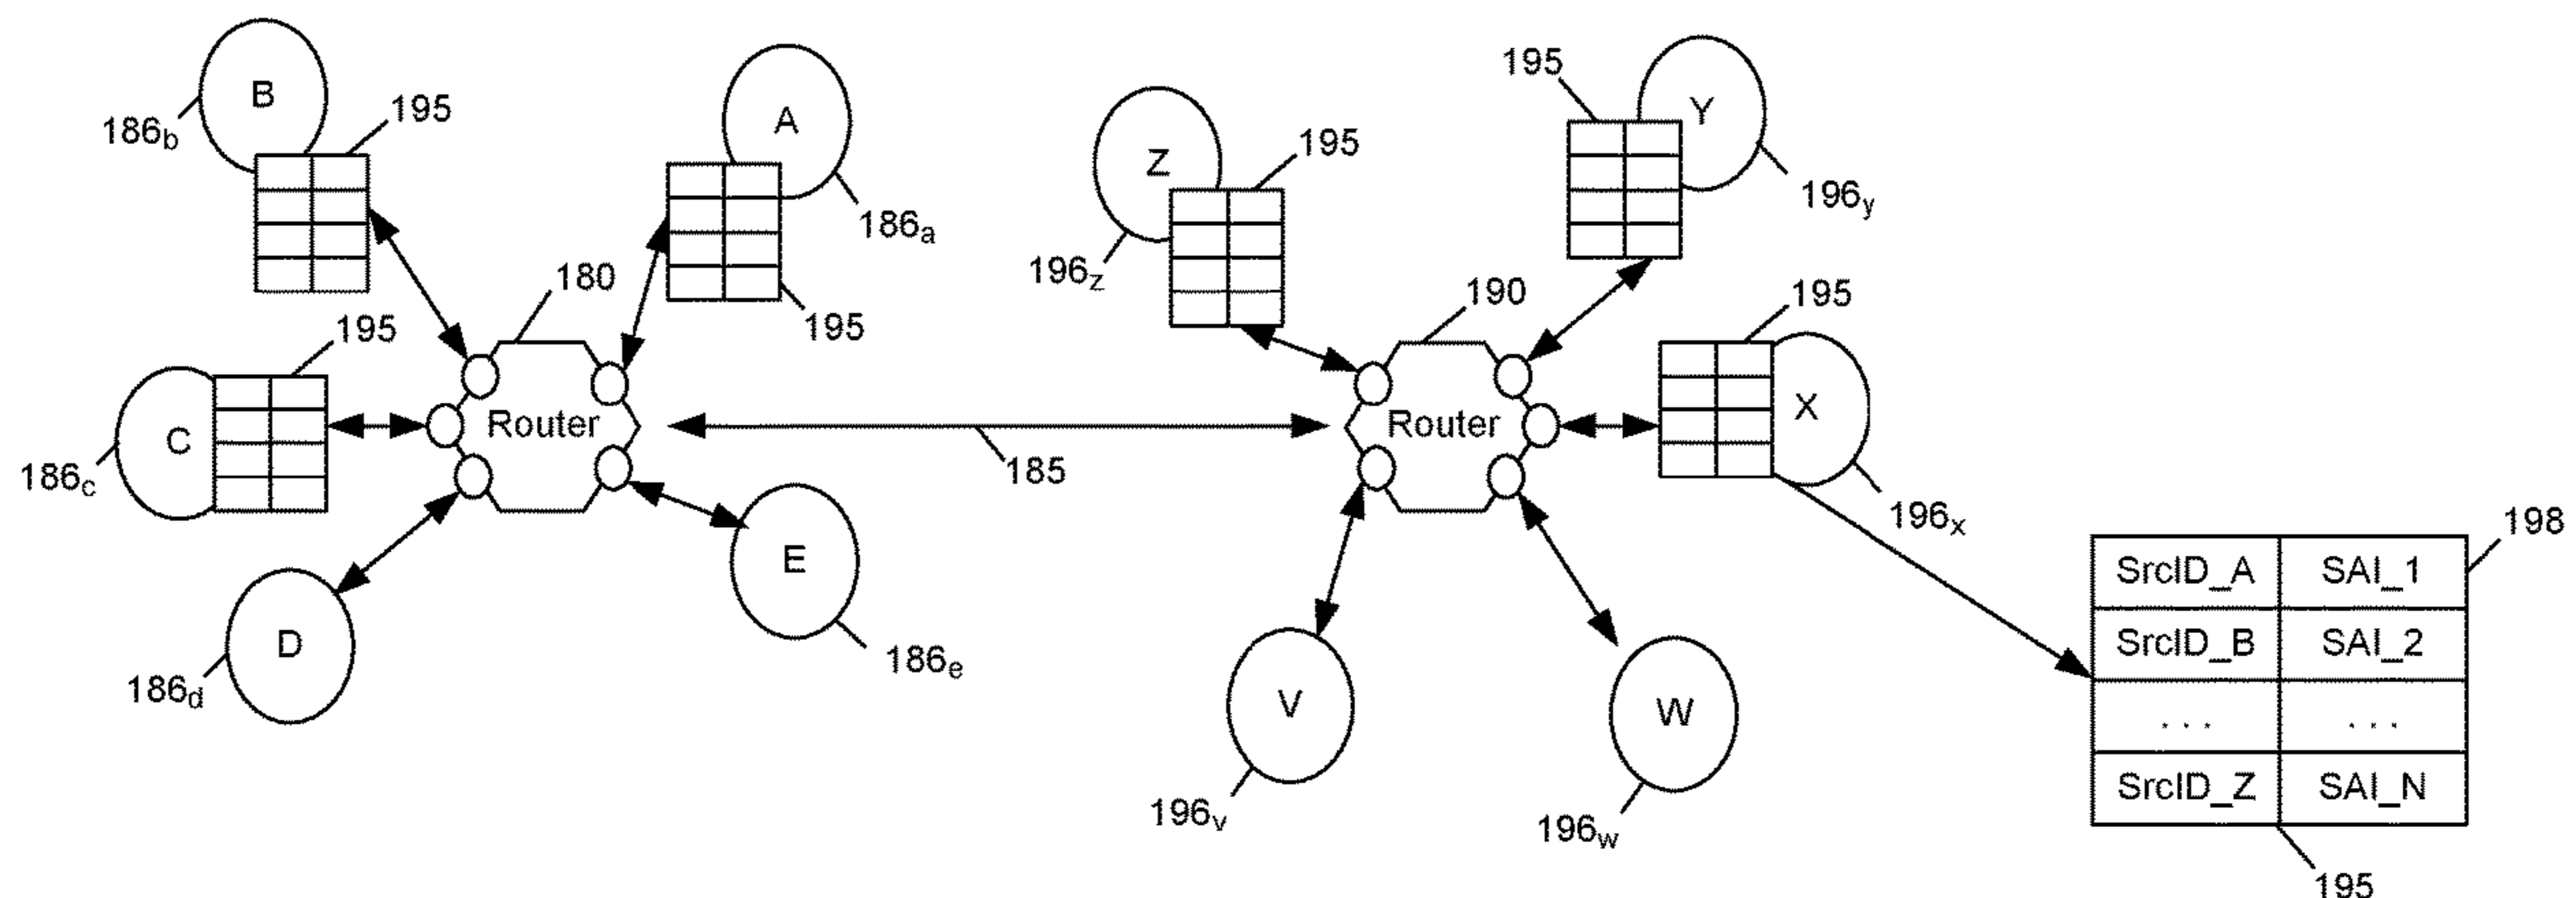 B
186b
195
A
186a
195
180
195
C
186c
Router
D
186d
E
186e
185
Z
196z
195
195
Y
196y
190
Router
195
X
196x
V
196v
W
196w
198
SrcID_A SAI_1
SrcID_B SAI_2
... ...
SrcID_Z SAI_N
195